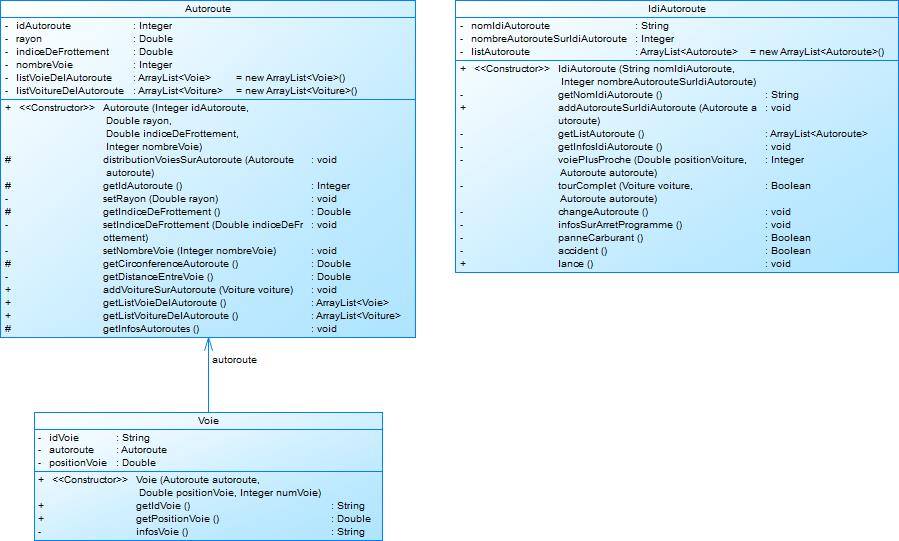 Autoroute
- idAutoroute : Integer
- rayon : Double
- indiceDeFrottement : Double
- nombreVoie : Integer
- listVoieDelAutoroute : ArrayList<Voie> = new ArrayList<Voie>()
- listVoitureDelAutoroute : ArrayList<Voiture> = new ArrayList<Voiture>()
+ <<Constructor>> Autoroute (Integer idAutoroute,
Double rayon,
Double indiceDeFrottement,
Integer nombreVoie)
# distributionVoiesSurAutoroute (Autoroute : void
autoroute)
# getIdAutoroute () : Integer
- setRayon (Double rayon) : void
# getIndiceDeFrottement () : Double
- setIndiceDeFrottement (Double indiceDeFr : void
ottement)
- setNombreVoie (Integer nombreVoie) : void
# getCirconferenceAutoroute () : Double
- getDistanceEntreVoie () : Double
+ addVoitureSurAutoroute (Voiture voiture) : void
+ getListVoieDelAutoroute () : ArrayList<Voie>
+ getListVoitureDelAutoroute () : ArrayList<Voiture>
# getInfosAutoroutes () : void
IdiAutoroute
- nomIdiAutoroute : String
- nombreAutorouteSurIdiAutoroute : Integer
- listAutoroute : ArrayList<Autoroute> = new ArrayList<Autoroute>()
+ <<Constructor>> IdiAutoroute (String nomIdiAutoroute,
Integer nombreAutorouteSurIdiAutoroute)
- getNomIdiAutoroute () : String
+ addAutorouteSurIdiAutoroute (Autoroute a : void
utoroute)
- getListAutoroute () : ArrayList<Autoroute>
- getInfosIdiAutoroute () : void
- voiePlusProche (Double positionVoiture, : Integer
Autoroute autoroute)
- tourComplet (Voiture voiture, : Boolean
Autoroute autoroute)
- changeAutoroute () : void
- infosSurArretProgramme () : void
- panneCarburant () : Boolean
- accident () : Boolean
+ lance () : void
autoroute
Voie
- idVoie : String
- autoroute : Autoroute
- positionVoie : Double
+ <<Constructor>> Voie (Autoroute autoroute,
Double positionVoie, Integer numVoie)
+ getIdVoie () : String
+ getPositionVoie () : Double
- infosVoie () : String